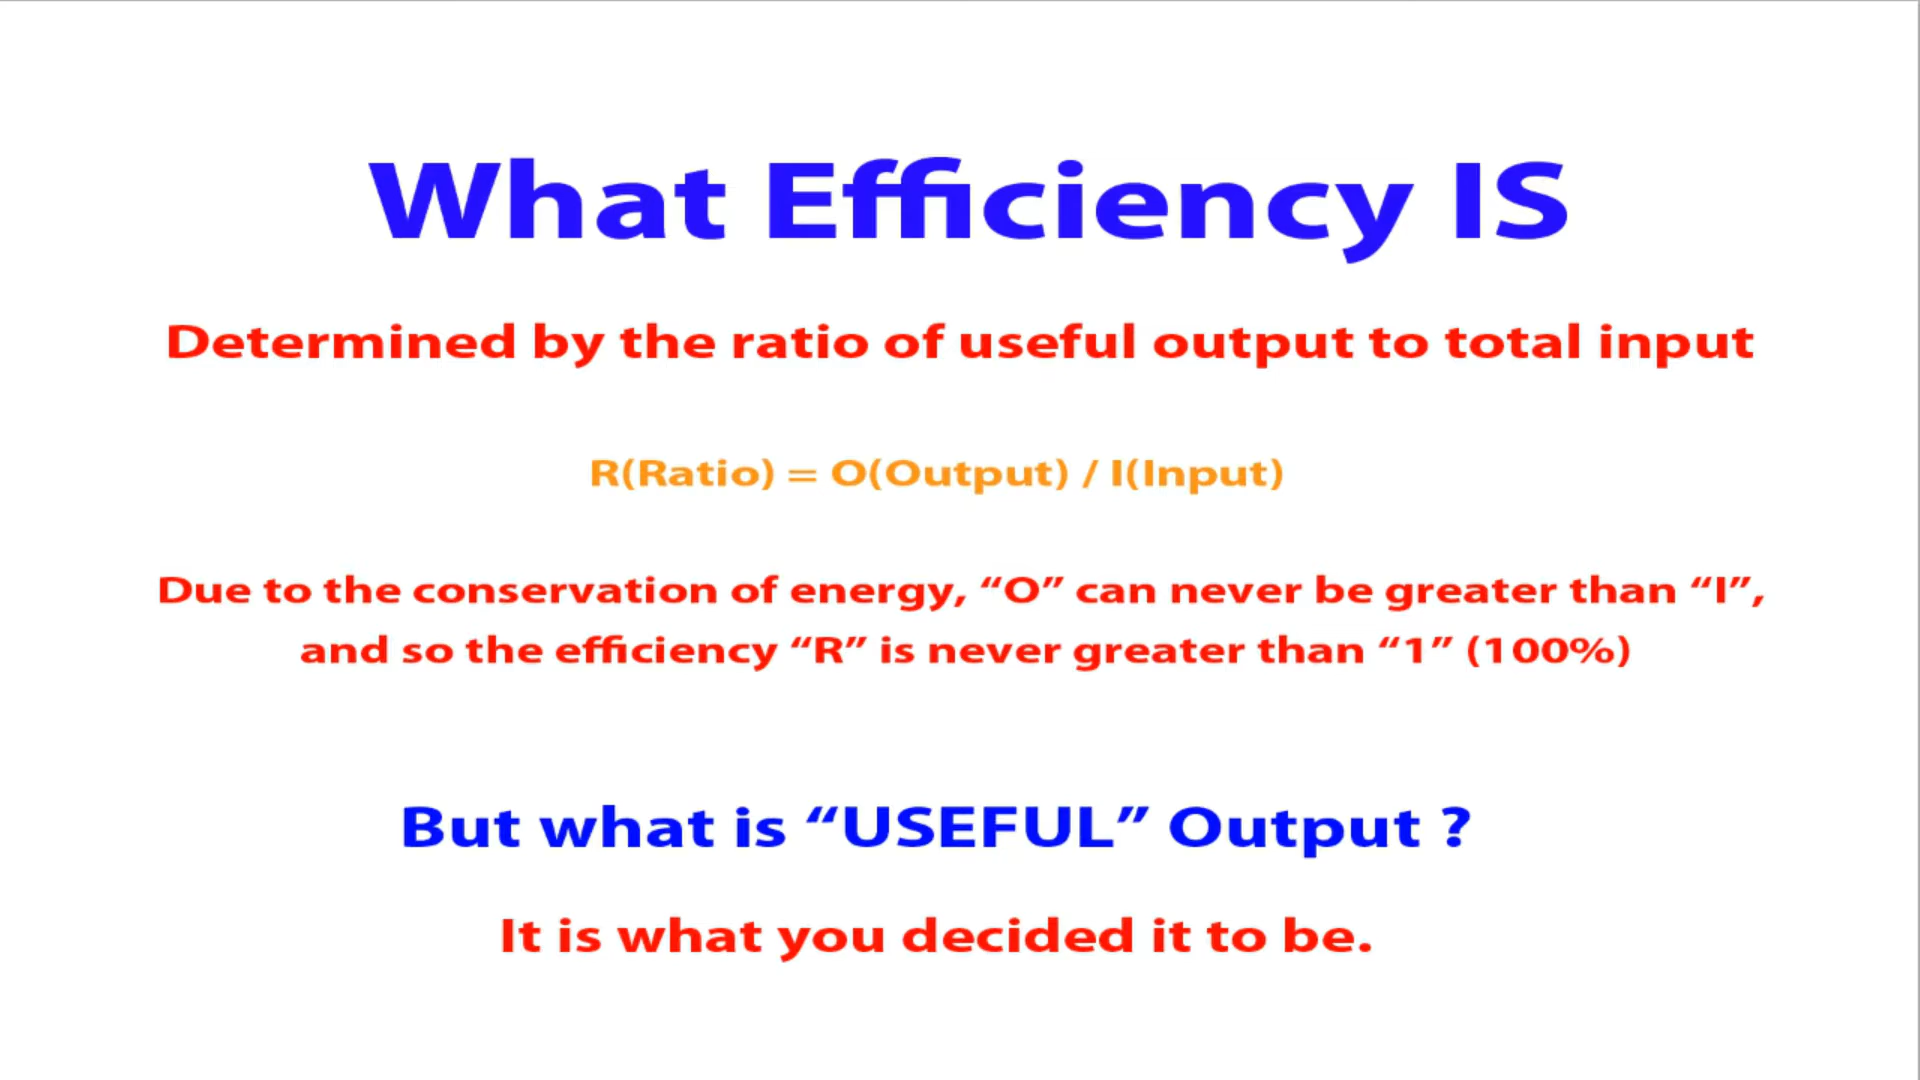 What Efficiency IS
Determined by the ratio of useful output to total input
R(Ratio) = O(Output) / I(Input)
Due to the conservation of energy, “O” can never be greater than “I”,
and so the efficiency “R” is never greater than “1” (100%)
But what is “USEFUL” Output ?
It is what you decided it to be.